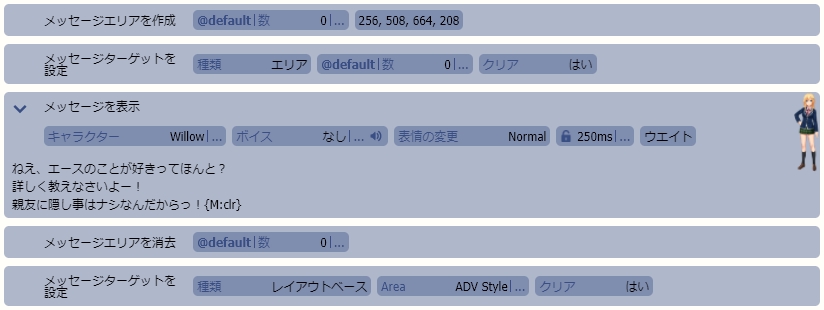 メッセージエリアを作成 @default|数 0|... 256, 508, 664, 208
メッセージターゲットを
設定 種類 エリア @default|数 0|... クリア はい
メッセージを表示
キャラクター Willow|... ボイス なし|... 表情の変更 Normal 250ms|... ウエイト
ねえ、エースのことが好きってほんと？
詳しく教えなさいよー！
親友に隠し事はナシなんだからっ！{M:clr}
メッセージエリアを消去 @default|数 0|...
メッセージターゲットを
設定 種類 レイアウトベース Area ADV Style|... クリア はい